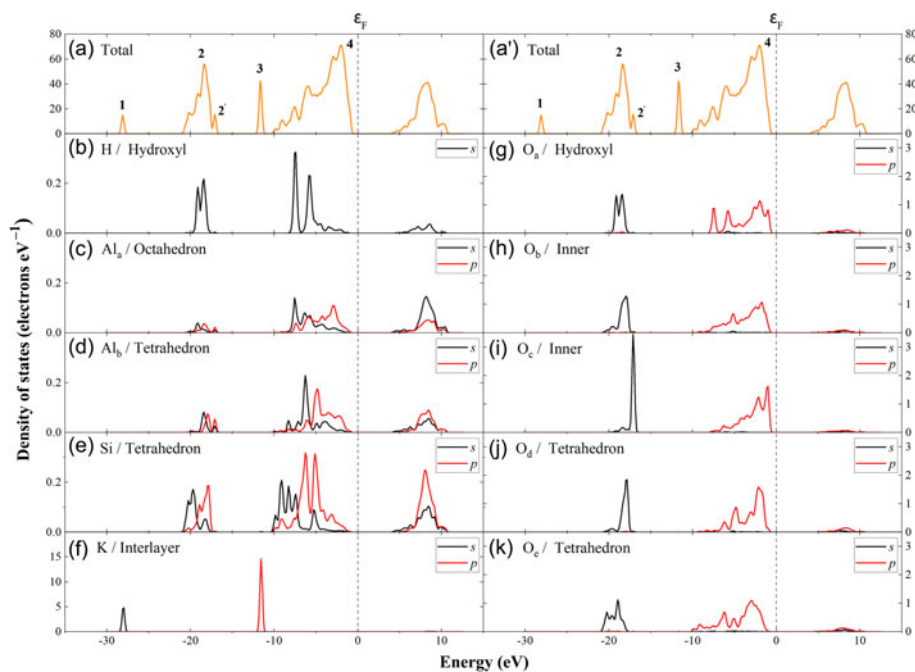 ε_F ε_F
(a) Total 1 2 2' 3 4
(a') Total 1 2 2' 3 4
80 60 40 20 0
80 60 40 20 0
(b) H / Hydroxyl s
0.2 0.0
(g) O_a / Hydroxyl s p
3 2 1 0
(c) Al_a / Octahedron s p
0.2 0.0
(h) O_b / Inner s p
3 2 1 0
(d) Al_b / Tetrahedron s p
0.2 0.0
(i) O_c / Inner s p
3 2 1 0
(e) Si / Tetrahedron s p
0.2 0.0
(j) O_d / Tetrahedron s p
3 2 1 0
(f) K / Interlayer s p
15 10 5 0
(k) O_e / Tetrahedron s p
3 2 1 0
-30 -20 -10 0 10 -30 -20 -10 0 10
Density of states (electrons eV⁻¹)
Energy (eV)